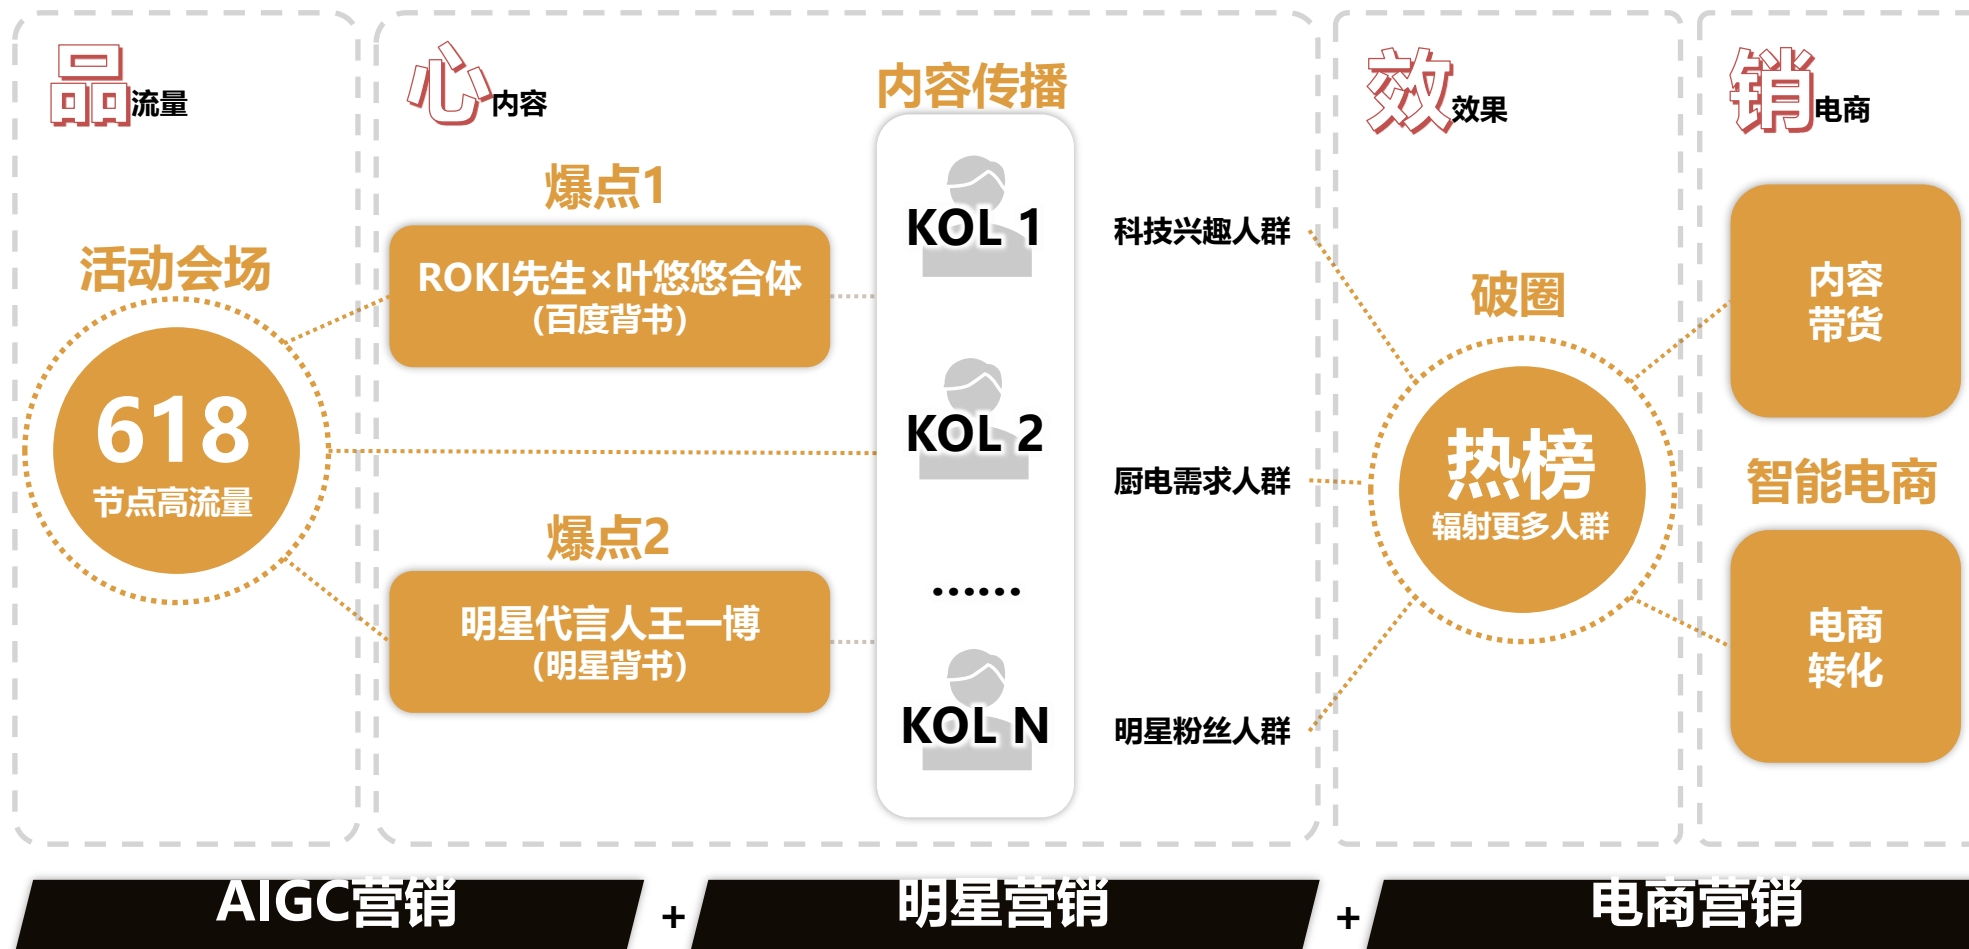 品流量
活动会场
618
节点高流量
心内容
爆点1
ROKI先生×叶悠悠合体
（百度背书）
爆点2
明星代言人王一博
（明星背书）
内容传播
KOL 1
KOL 2
……
KOL N
科技兴趣人群
厨电需求人群
明星粉丝人群
效效果
破圈
热榜
辐射更多人群
销电商
内容
带货
智能电商
电商
转化
AIGC营销
+
明星营销
+
电商营销